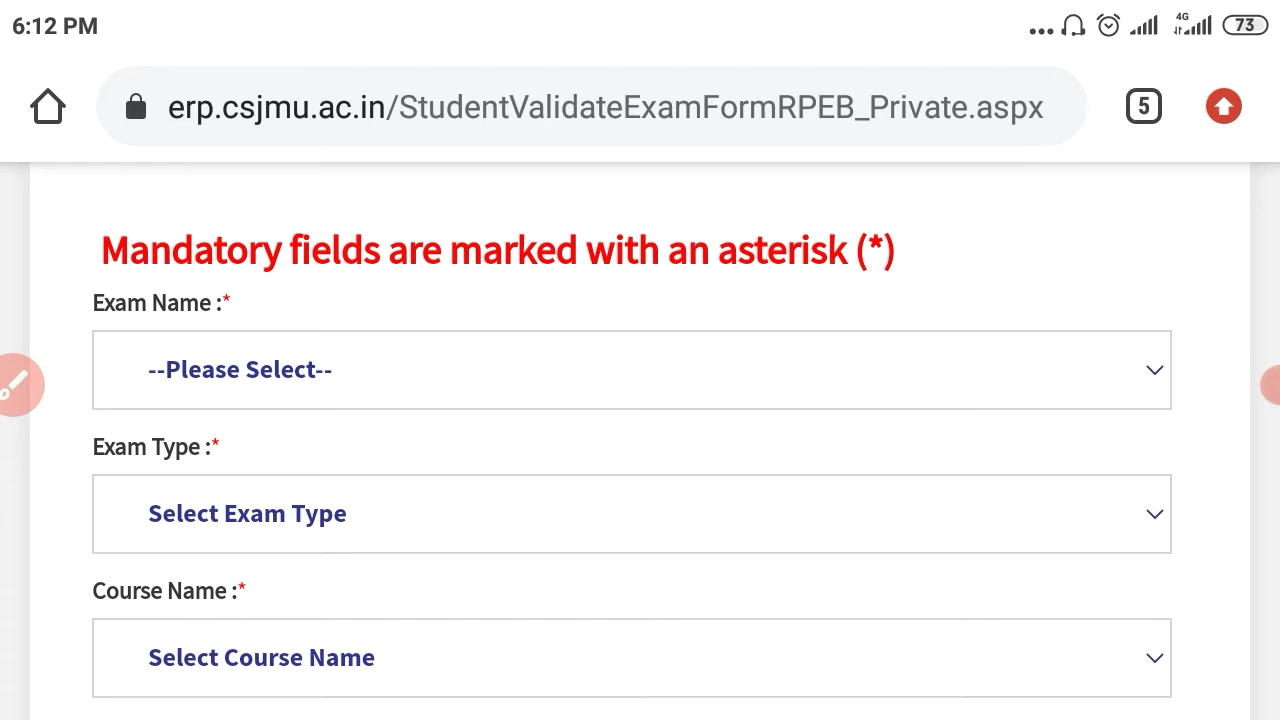 6:12 PM
4G
73
erp.csjmu.ac.in/StudentValidateExamFormRPEB_Private.aspx
5
Mandatory fields are marked with an asterisk (*)
Exam Name :*
--Please Select--
Exam Type :*
Select Exam Type
Course Name :*
Select Course Name